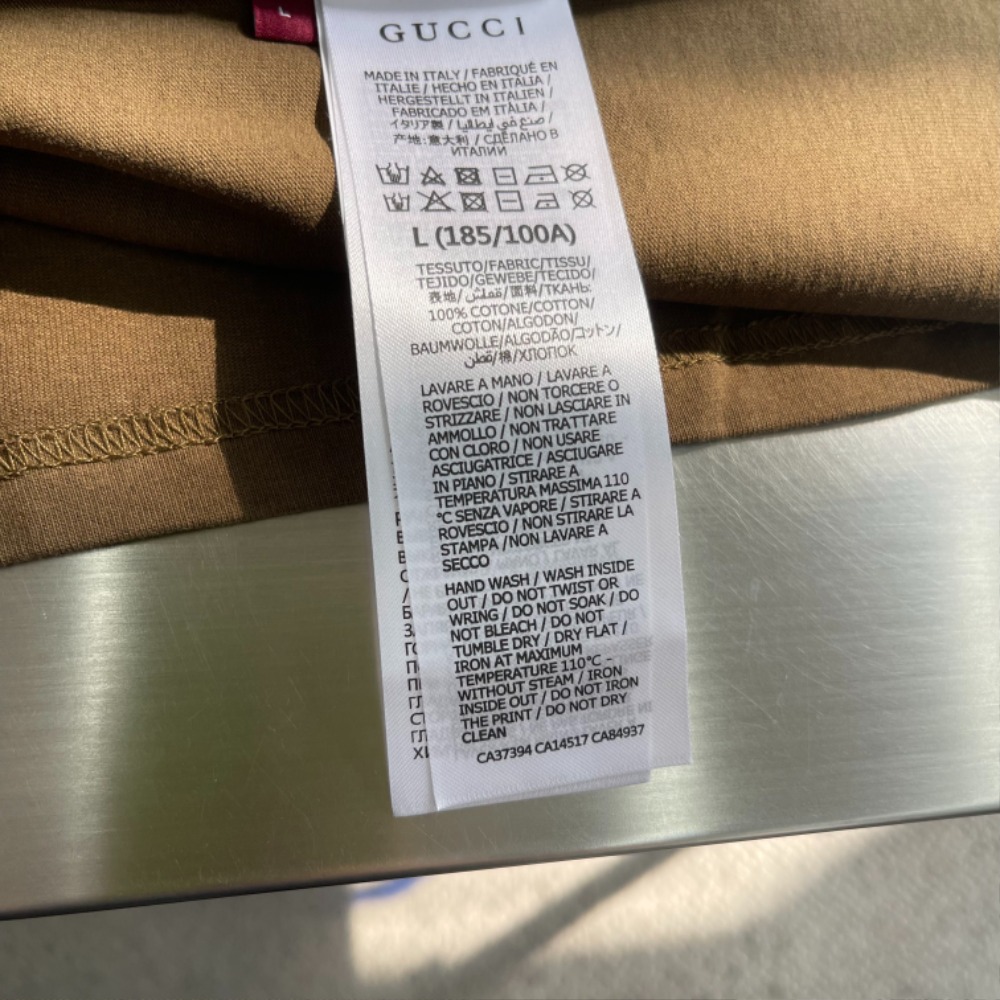 L
GUCCI
MADE IN ITALY / FABRIQUÉ EN
ITALIE / HECHO EN ITALIA /
HERGESTELLT IN ITALIEN /
FABRICADO EM ITÁLIA /
イタリア製 / صنع في إيطاليا /
产地:意大利 / СДЕЛАНО В
ИТАЛИИ
L (185/100A)
TESSUTO/FABRIC/TISSU/
TEJIDO/GEWEBE/TECIDO/
表地/ قماش /面料/ТКАНЬ:
100% COTONE/COTTON/
COTON/ALGODON/
BAUMWOLLE/ALGODÃO/コットン/
قطن/棉/ХЛОПОК
LAVARE A MANO / LAVARE A
ROVESCIO / NON TORCERE O
STRIZZARE / NON LASCIARE IN
AMMOLLO / NON TRATTARE
CON CLORO / NON USARE
ASCIUGATRICE / ASCIUGARE
IN PIANO / STIRARE A
TEMPERATURA MASSIMA 110
°C SENZA VAPORE / STIRARE A
ROVESCIO / NON STIRARE LA
STAMPA / NON LAVARE A
SECCO
HAND WASH / WASH INSIDE
OUT / DO NOT TWIST OR
WRING / DO NOT SOAK / DO
NOT BLEACH / DO NOT
TUMBLE DRY / DRY FLAT /
IRON AT MAXIMUM
TEMPERATURE 110°C -
WITHOUT STEAM / IRON
INSIDE OUT / DO NOT IRON
THE PRINT / DO NOT DRY
CLEAN
CA37394 CA14517 CA84937